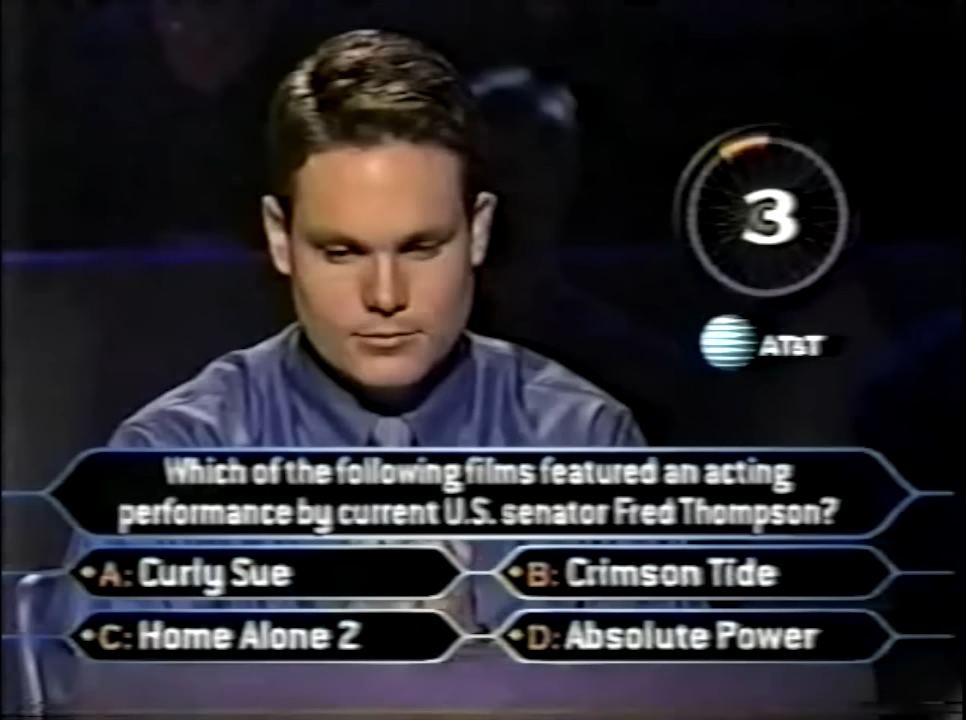 3
AT&T
Which of the following films featured an acting
performance by current U.S. senator Fred Thompson?
A: Curly Sue
B: Crimson Tide
C: Home Alone 2
D: Absolute Power